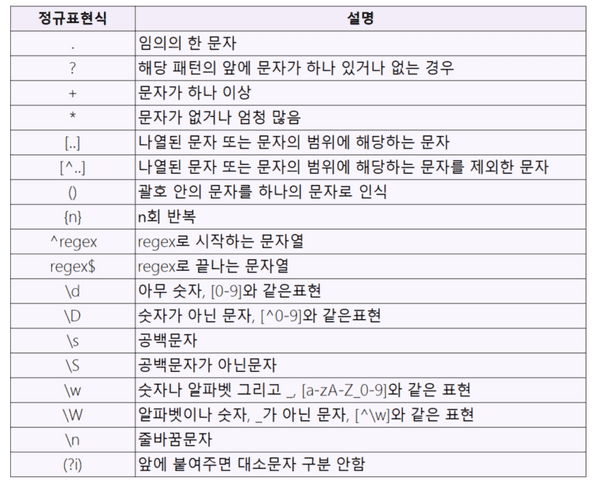 정규표현식 설명
. 임의의 한 문자
? 해당 패턴의 앞에 문자가 하나 있거나 없는 경우
+ 문자가 하나 이상
* 문자가 없거나 엄청 많음
[..] 나열된 문자 또는 문자의 범위에 해당하는 문자
[^..] 나열된 문자 또는 문자의 범위에 해당하는 문자를 제외한 문자
() 괄호 안의 문자를 하나의 문자로 인식
{n} n회 반복
^regex regex로 시작하는 문자열
regex$ regex로 끝나는 문자열
\d 아무 숫자, [0-9]와 같은표현
\D 숫자가 아닌 문자, [^0-9]와 같은표현
\s 공백문자
\S 공백문자가 아닌문자
\w 숫자나 알파벳 그리고 _, [a-zA-Z_0-9]와 같은 표현
\W 알파벳이나 숫자, _가 아닌 문자, [^\w]와 같은 표현
\n 줄바꿈문자
(?i) 앞에 붙여주면 대소문자 구분 안함